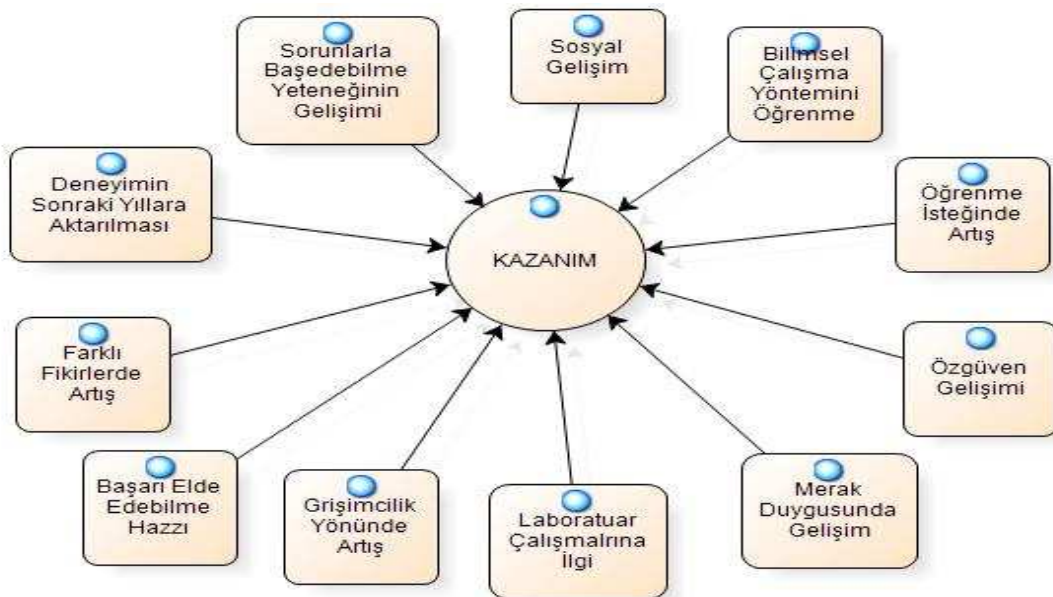 Sorunlarla
Başedebilme
Yeteneğinin
Gelişimi
Sosyal
Gelişim
Bilimsel
Çalışma
Yöntemini
Öğrenme
Deneyimin
Sonraki Yıllara
Aktarılması
Öğrenme
İsteğinde
Artış
KAZANIM
Farklı
Fikirlerde
Artış
Özgüven
Gelişimi
Başarı Elde
Edebilme
Hazzı
Grişimcilik
Yönünde
Artış
Laboratuar
Çalışmalrına
İlgi
Merak
Duygusunda
Gelişim